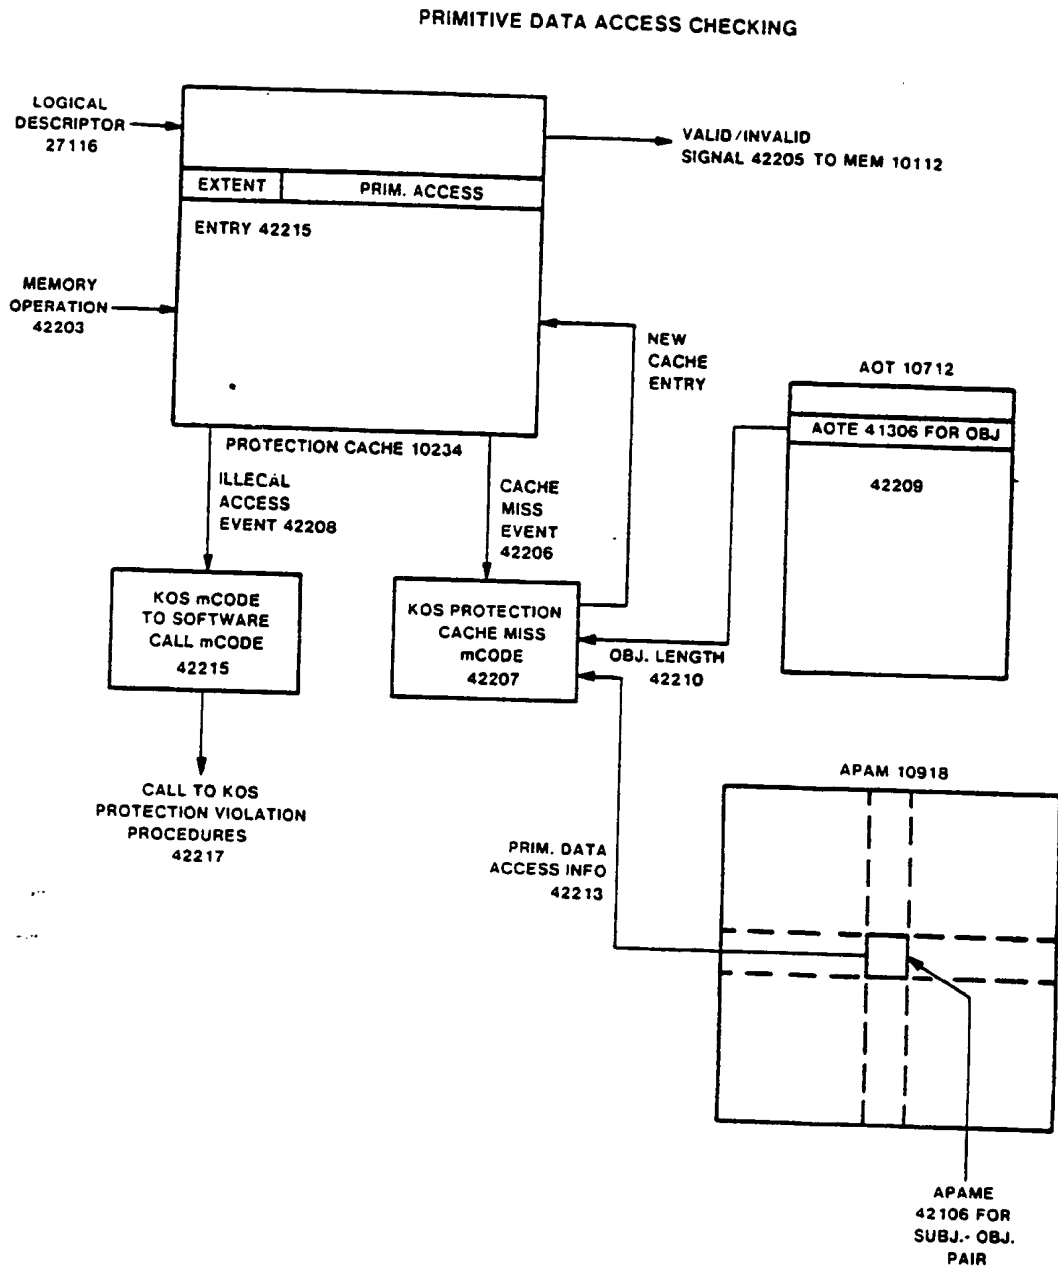 PRIMITIVE DATA ACCESS CHECKING
LOGICAL
DESCRIPTOR
27116
VALID/INVALID
SIGNAL 42205 TO MEM 10112
EXTENT
PRIM. ACCESS
ENTRY 42215
MEMORY
OPERATION
42203
NEW
CACHE
ENTRY
AOT 10712
AOTE 41306 FOR OBJ
42209
PROTECTION CACHE 10234
ILLECAL
ACCESS
EVENT 42208
CACHE
MISS
EVENT
42206
KOS mCODE
TO SOFTWARE
CALL mCODE
42215
KOS PROTECTION
CACHE MISS
mCODE
42207
OBJ. LENGTH
42210
CALL TO KOS
PROTECTION VIOLATION
PROCEDURES
42217
APAM 10918
PRIM. DATA
ACCESS INFO
42213
APAME
42106 FOR
SUBJ.- OBJ.
PAIR